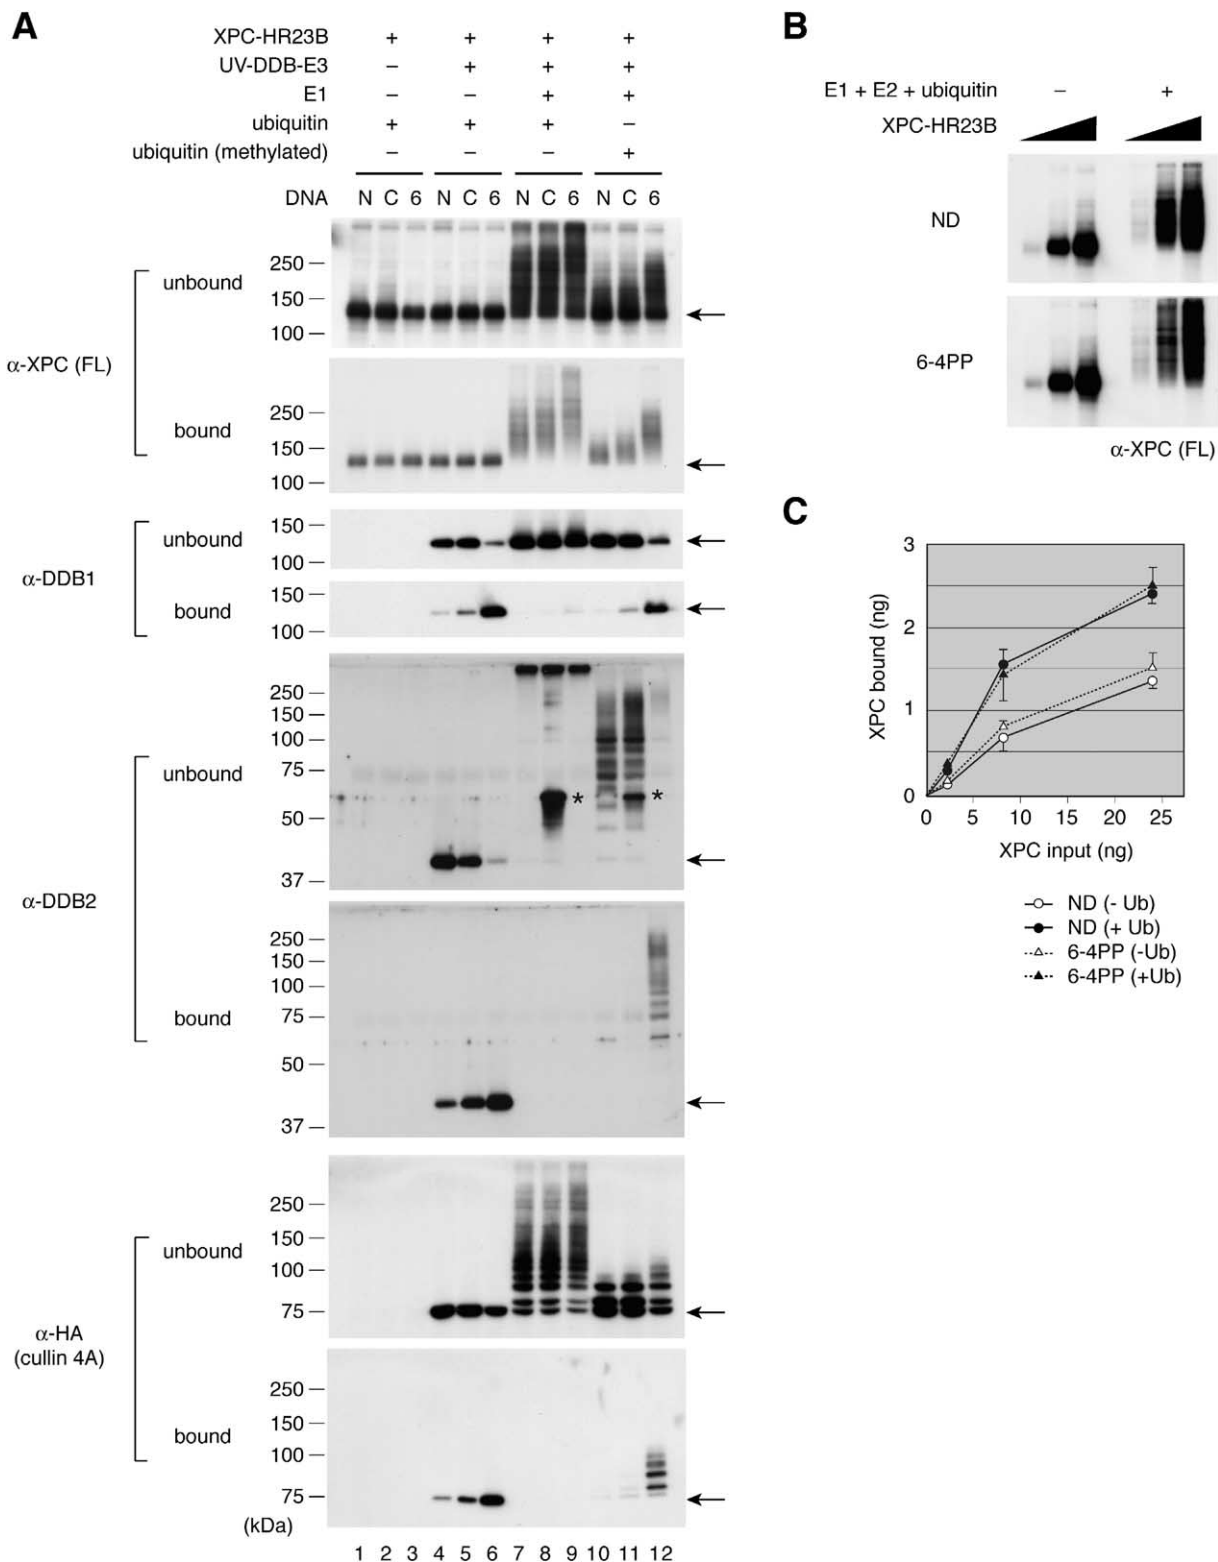 A
XPC-HR23B + + + +
UV-DDB-E3 – + + +
E1 – – + +
ubiquitin + + + –
ubiquitin (methylated) – – – +
DNA N C 6 N C 6 N C 6 N C 6
α-XPC (FL)
unbound
250
150
100
bound
250
150
100
α-DDB1
unbound
150
100
bound
150
100
α-DDB2
unbound
250
150
100
75
50
37
* *
bound
250
150
100
75
50
37
α-HA
(cullin 4A)
unbound
250
150
100
75
bound
250
150
100
75
(kDa)
1 2 3 4 5 6 7 8 9 10 11 12
B
E1 + E2 + ubiquitin – +
XPC-HR23B
ND
6-4PP
α-XPC (FL)
C
XPC bound (ng)
3
2
1
0
0 5 10 15 20 25
XPC input (ng)
ND (- Ub)
ND (+ Ub)
6-4PP (-Ub)
6-4PP (+Ub)